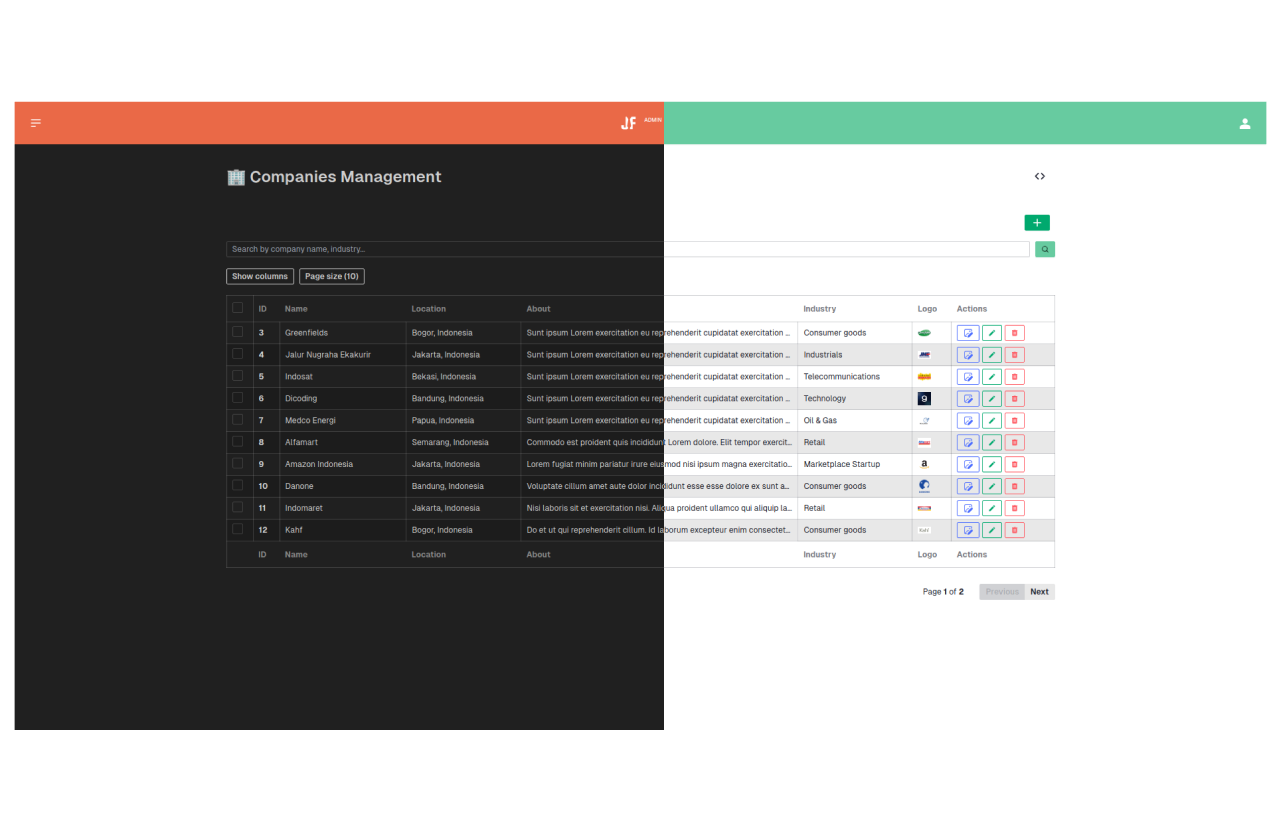 JF ADMIN
🏢 Companies Management
Search by company name, industry...
Show columns Page size (10)
ID Name Location About Industry Logo Actions
3 Greenfields Bogor, Indonesia Sunt ipsum Lorem exercitation eu reprehenderit cupidatat exercitation ... Consumer goods
4 Jalur Nugraha Ekakurir Jakarta, Indonesia Sunt ipsum Lorem exercitation eu reprehenderit cupidatat exercitation ... Industrials
5 Indosat Bekasi, Indonesia Sunt ipsum Lorem exercitation eu reprehenderit cupidatat exercitation ... Telecommunications
6 Dicoding Bandung, Indonesia Sunt ipsum Lorem exercitation eu reprehenderit cupidatat exercitation ... Technology
7 Medco Energi Papua, Indonesia Sunt ipsum Lorem exercitation eu reprehenderit cupidatat exercitation ... Oil & Gas
8 Alfamart Semarang, Indonesia Commodo est proident quis incididunt Lorem dolore. Elit tempor exercit... Retail
9 Amazon Indonesia Jakarta, Indonesia Lorem fugiat minim pariatur irure eiusmod nisi ipsum magna exercitatio... Marketplace Startup a
10 Danone Bandung, Indonesia Voluptate cillum amet aute dolor incididunt esse esse dolore ex sunt a... Consumer goods
11 Indomaret Jakarta, Indonesia Nisi laboris sit et exercitation nisi. Aliqua proident ullamco qui aliquip la... Retail
12 Kahf Bogor, Indonesia Do et ut qui reprehenderit cillum. Id laborum excepteur enim consectet... Consumer goods Kahf
ID Name Location About Industry Logo Actions
Page 1 of 2 Previous Next